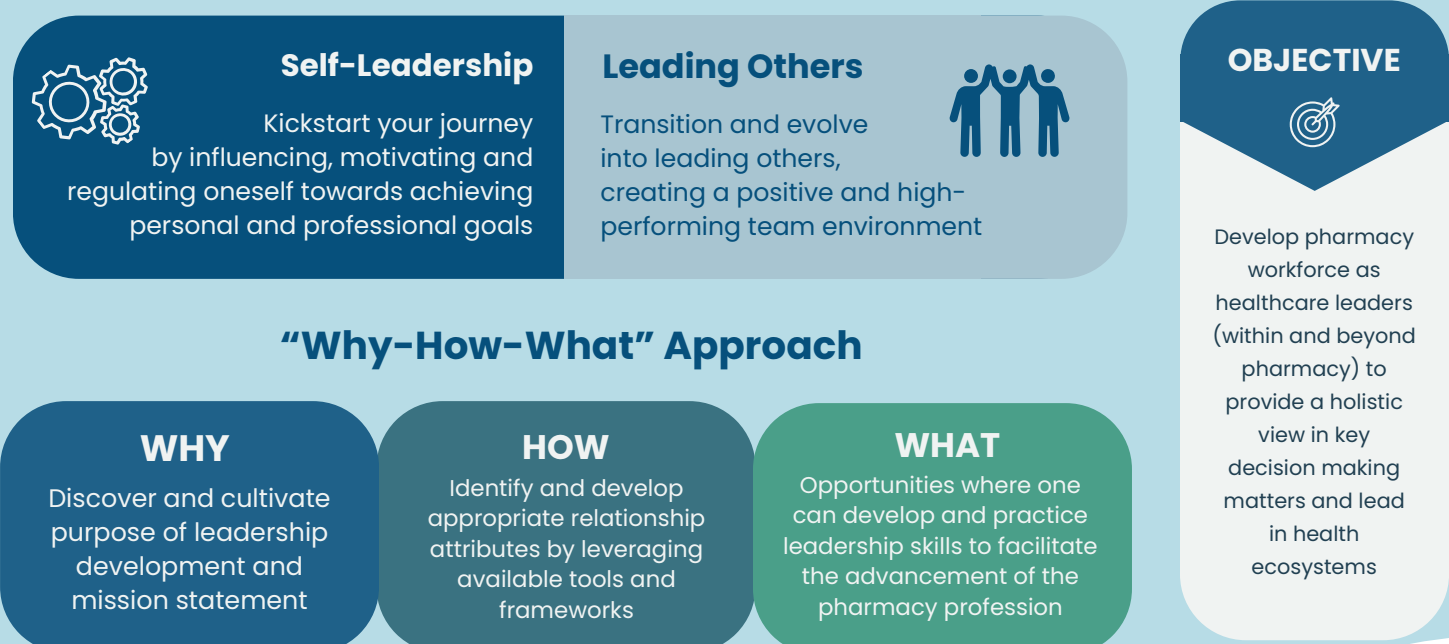 Self-Leadership
Kickstart your journey
by influencing, motivating and
regulating oneself towards achieving
personal and professional goals
Leading Others
Transition and evolve
into leading others,
creating a positive and high-
performing team environment
“Why-How-What” Approach
WHY
Discover and cultivate
purpose of leadership
development and
mission statement
HOW
Identify and develop
appropriate relationship
attributes by leveraging
available tools and
frameworks
WHAT
Opportunities where one
can develop and practice
leadership skills to facilitate
the advancement of the
pharmacy profession
OBJECTIVE
Develop pharmacy
workforce as
healthcare leaders
(within and beyond
pharmacy) to
provide a holistic
view in key
decision making
matters and lead
in health
ecosystems